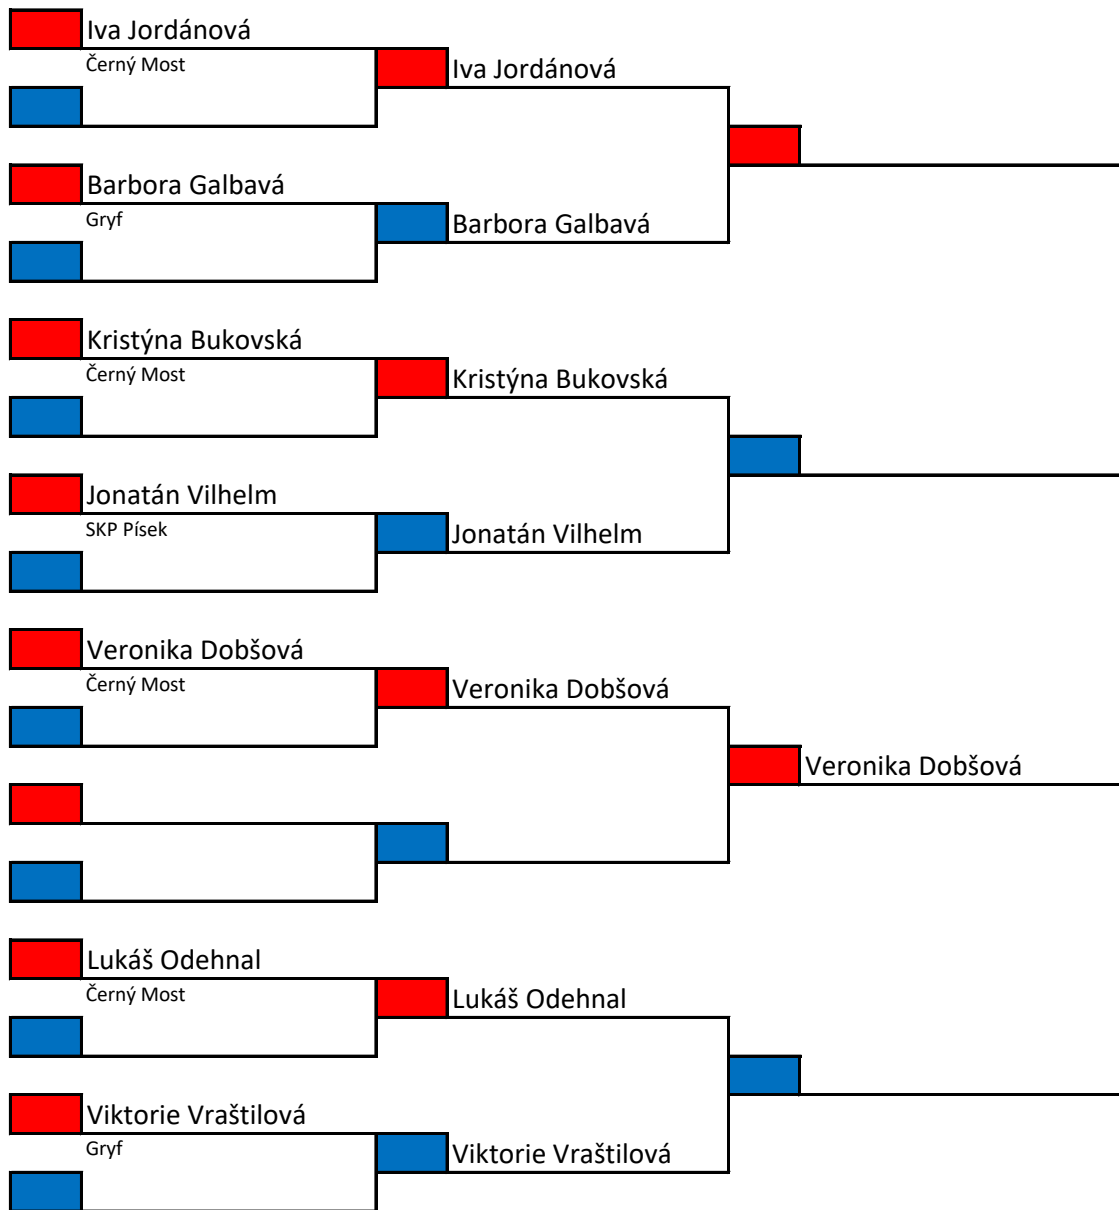 Iva Jordánová
Černý Most
Iva Jordánová
Barbora Galbavá
Gryf
Barbora Galbavá
Kristýna Bukovská
Černý Most
Kristýna Bukovská
Jonatán Vilhelm
SKP Písek
Jonatán Vilhelm
Veronika Dobšová
Černý Most
Veronika Dobšová
Veronika Dobšová
Lukáš Odehnal
Černý Most
Lukáš Odehnal
Viktorie Vraštilová
Gryf
Viktorie Vraštilová